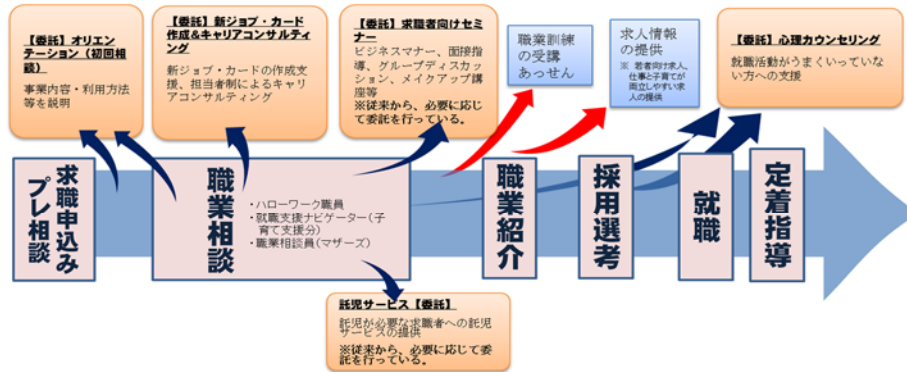 【委託】オリエン
テーション（初回相
談）
事業内容・利用方法
等を説明
【委託】新ジョブ・カード
作成&キャリアコンサルティ
ング
新ジョブ・カードの作成支
援、担当者制によるキャ
リアコンサルティング
【委託】求職者向けセミ
ナー
ビジネスマナー、面接指
導、グループディスカッ
ション、メイクアップ講
座等
※従来から、必要に応じ
て委託を行っている。
職業訓練
の受講
あっせん
求人情報
の提供
※ 若者向け求人、
仕事と子育てが
両立しやすい求
人の提供
【委託】心理カウンセリング
就職活動がうまくいってい
ない方への支援
求職申込み
プレ相談
職業相談
・ハローワーク職員
・就職支援ナビゲーター（子
育て支援分）
・職業相談員（マザーズ）
職業紹介
採用選考
就職
定着指導
託児サービス【委託】
託児が必要な求職者への託児
サービスの提供
※従来から、必要に応じて委
託を行っている。